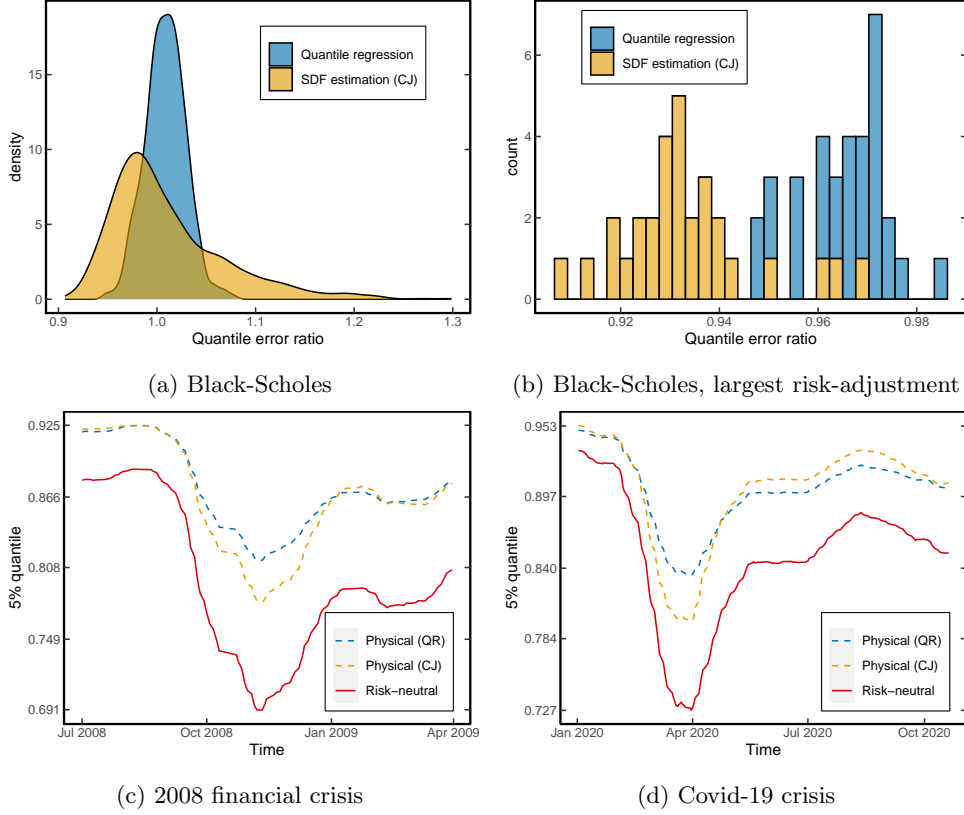 Quantile regression
SDF estimation (CJ)
density
15
10
5
0
0.9
1.0
1.1
1.2
1.3
Quantile error ratio
(a) Black-Scholes
Quantile regression
SDF estimation (CJ)
count
6
4
2
0
0.92
0.94
0.96
0.98
Quantile error ratio
(b) Black-Scholes, largest risk-adjustment
5% quantile
0.925
0.866
0.808
0.749
0.691
Physical (QR)
Physical (CJ)
Risk−neutral
Jul 2008
Oct 2008
Jan 2009
Apr 2009
Time
(c) 2008 financial crisis
5% quantile
0.953
0.897
0.840
0.784
0.727
Physical (QR)
Physical (CJ)
Risk−neutral
Jan 2020
Apr 2020
Jul 2020
Oct 2020
Time
(d) Covid-19 crisis